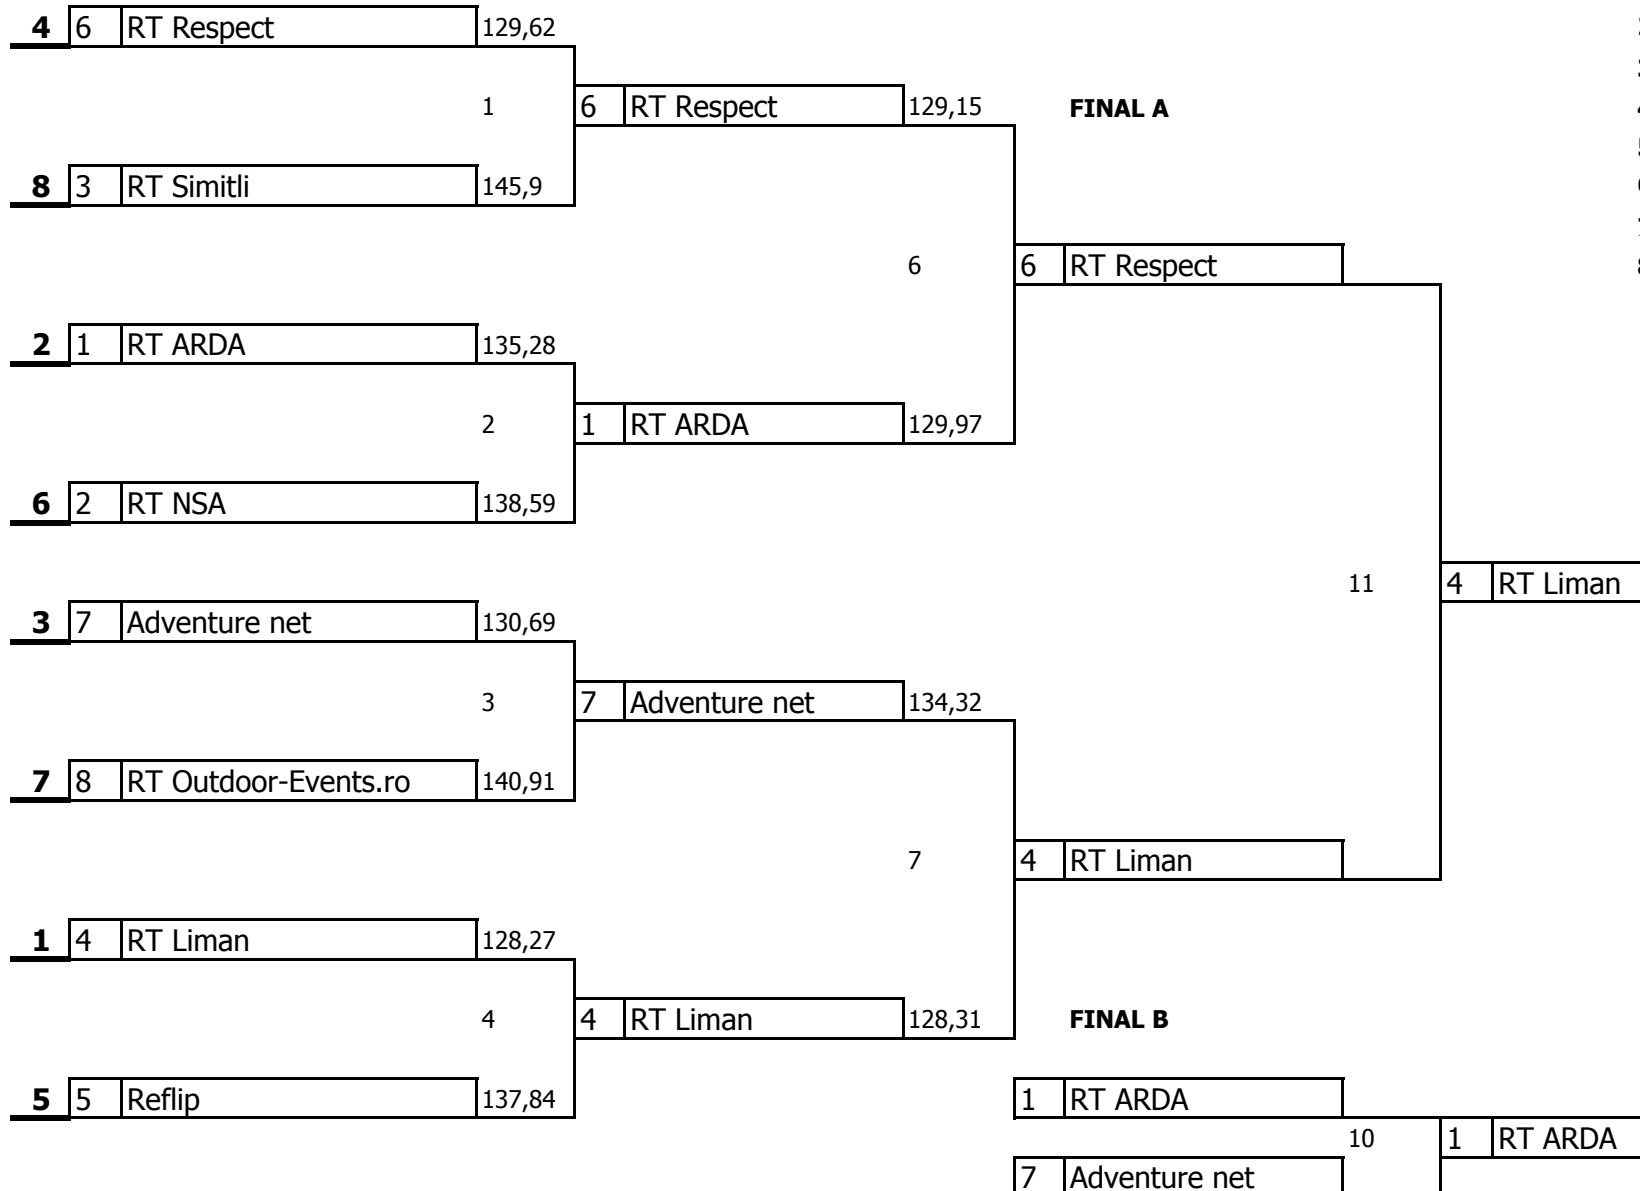 4 6 RT Respect 129,62
1 6 RT Respect 129,15 FINAL A
8 3 RT Simitli 145,9
6 6 RT Respect
2 1 RT ARDA 135,28
2 1 RT ARDA 129,97
6 2 RT NSA 138,59
11 4 RT Liman
3 7 Adventure net 130,69
3 7 Adventure net 134,32
7 8 RT Outdoor-Events.ro 140,91
7 4 RT Liman
1 4 RT Liman 128,27
4 4 RT Liman 128,31 FINAL B
5 5 Reflip 137,84 1 RT ARDA
10 1 RT ARDA
7 Adventure net